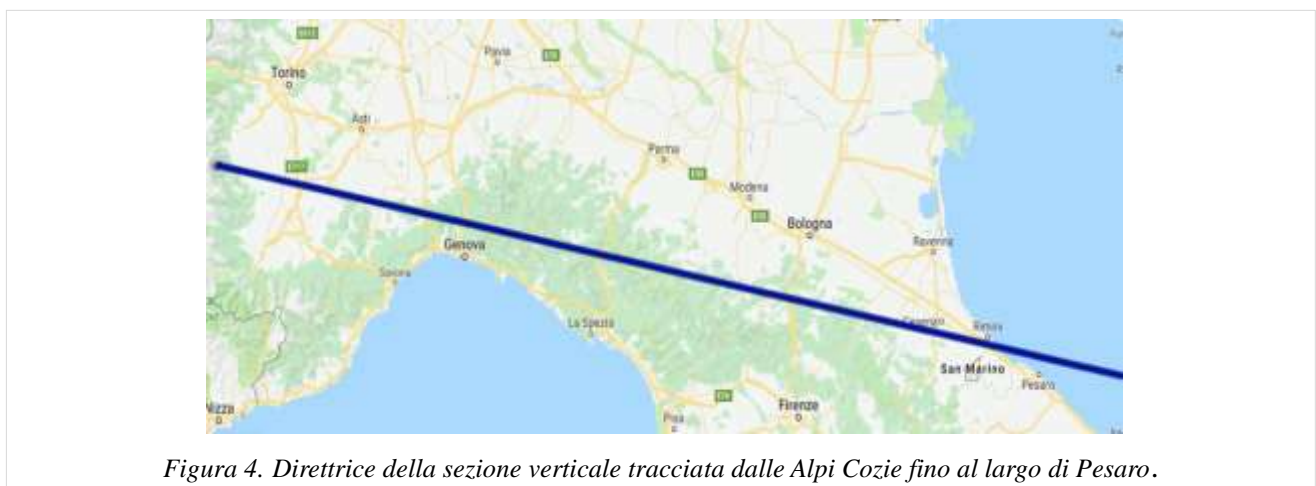 Pavia
Torino
Asti
Parma
Modena
Bologna
Ravenna
Genova
Savona
La Spezia
Rimini
San Marino
Pesaro
Nizza
Firenze
Pisa
Figura 4. Direttrice della sezione verticale tracciata dalle Alpi Cozie fino al largo di Pesaro.